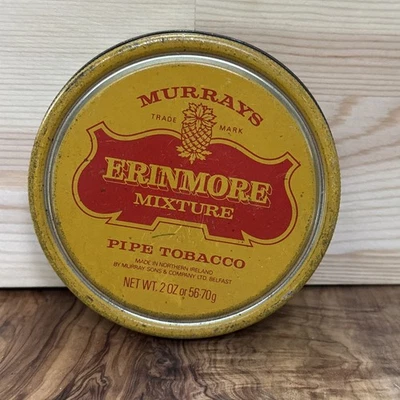 MURRAYS
TRADE MARK
ERINMORE
MIXTURE
PIPE TOBACCO
MADE IN NORTHERN IRELAND
BY MURRAY SONS & COMPANY LTD. BELFAST
NET WT. 2 OZ or 56·70g